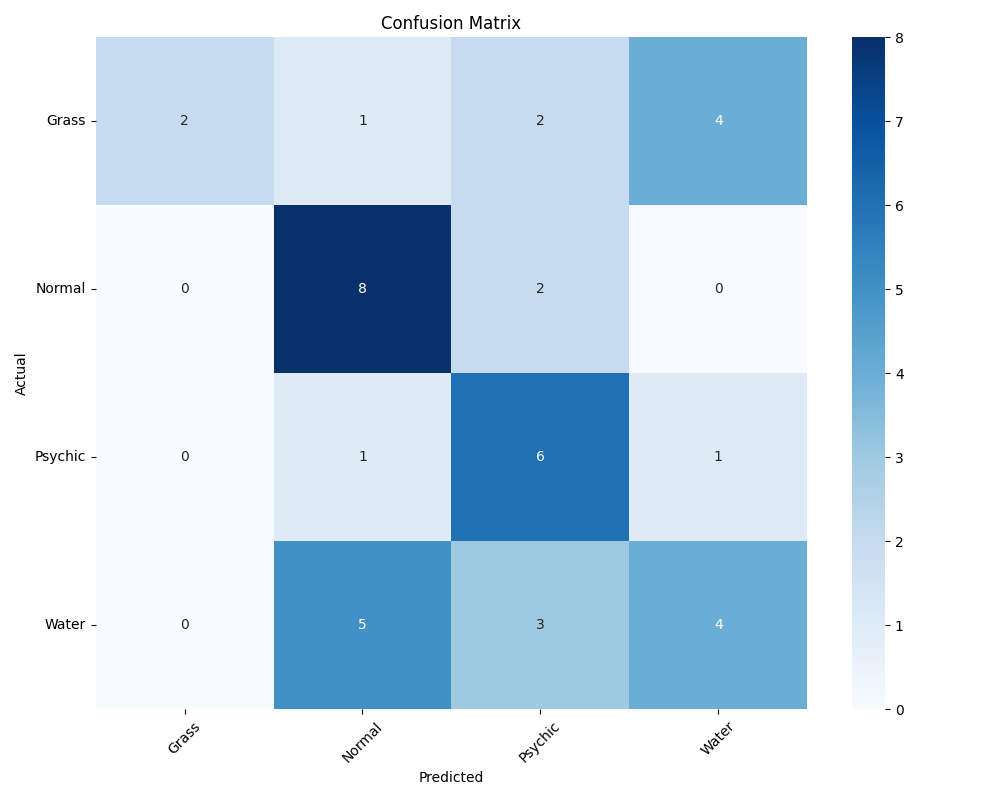 Confusion Matrix
Grass 2 1 2 4
Normal 0 8 2 0
Psychic 0 1 6 1
Water 0 5 3 4
Grass Normal Psychic Water
Predicted
Actual
8
7
6
5
4
3
2
1
0